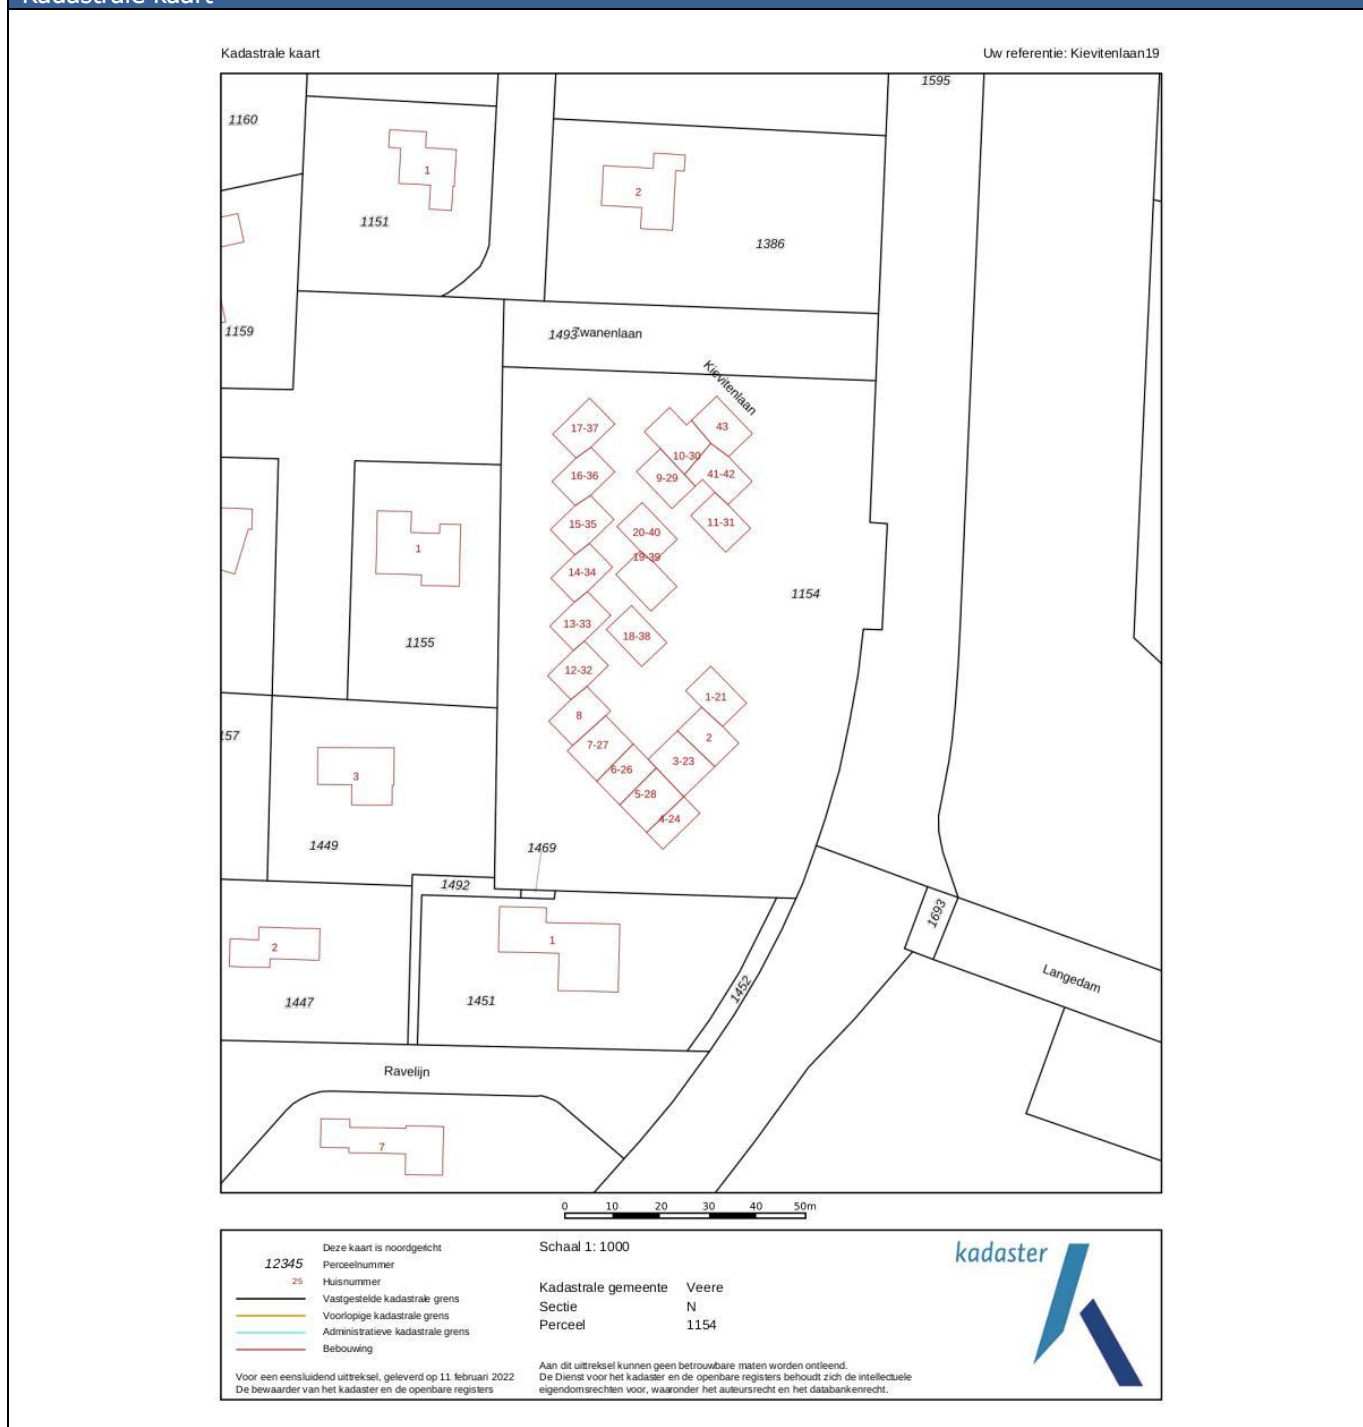 Kadastrale kaart
Kadastrale kaart
Uw referentie: Kievitenlaan19
1595
1160
1
2
1151
1386
1159
1493
Zwanenlaan
Kievitenlaan
17-37
43
10-30
16-36
9-29
41-42
15-35
11-31
20-40
1
19-39
14-34
1154
13-33
18-38
1155
12-32
1-21
8
157
2
7-27
3-23
6-26
3
5-28
4-24
1449
1469
1492
1693
2
1
Langedam
1452
1447
1451
Ravelijn
7
0 10 20 30 40 50m
Deze kaart is noordgericht
12345 Perceelnummer
25 Huisnummer
Vastgestelde kadastrale grens
Voorlopige kadastrale grens
Administratieve kadastrale grens
Bebouwing
Voor een eensluidend uittreksel, geleverd op 11 februari 2022
De bewaarder van het kadaster en de openbare registers
Schaal 1: 1000
Kadastrale gemeente Veere
Sectie N
Perceel 1154
Aan dit uittreksel kunnen geen betrouwbare maten worden ontleend.
De Dienst voor het kadaster en de openbare registers behoudt zich de intellectuele
eigendomsrechten voor, waaronder het auteursrecht en het databankenrecht.
kadaster